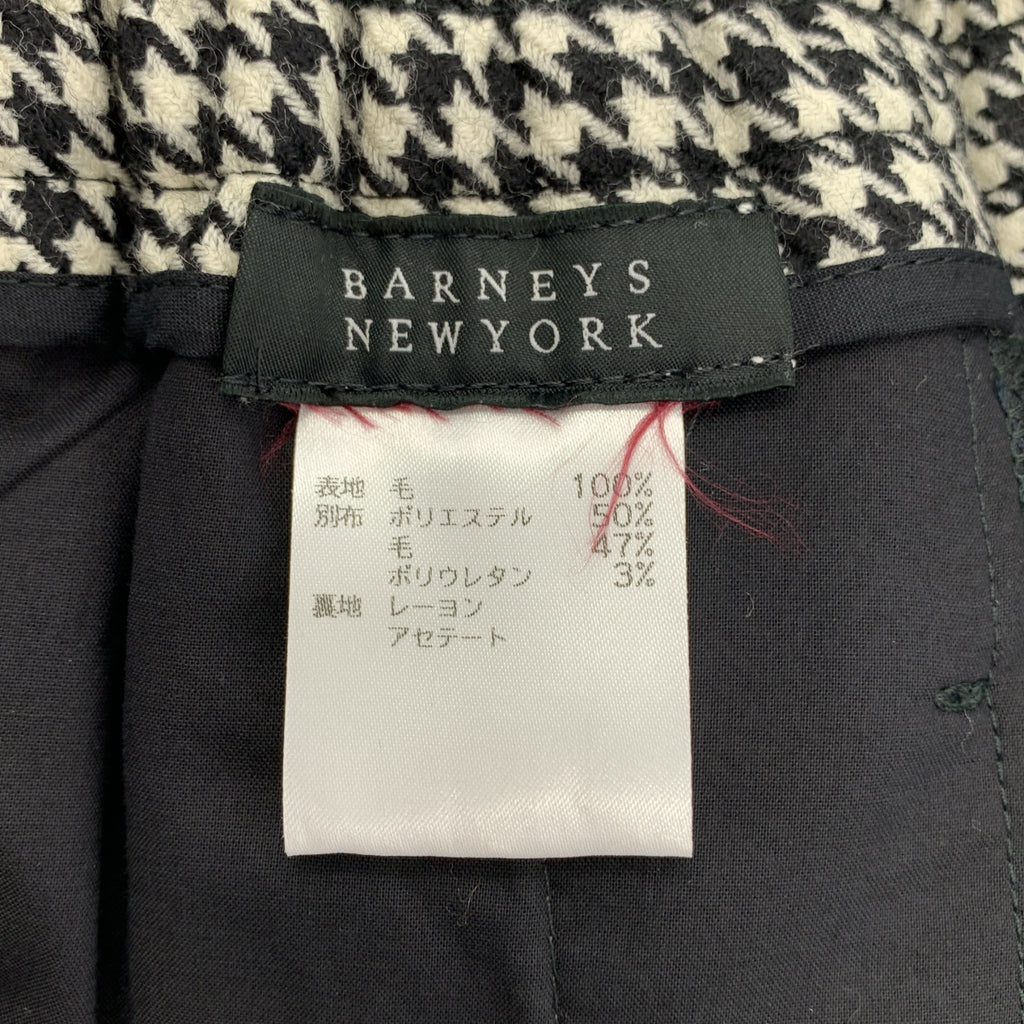 BARNEYS
NEWYORK
表地 毛 100%
別布 ポリエステル 50%
毛 47%
ポリウレタン 3%
裏地 レーヨン
アセテート